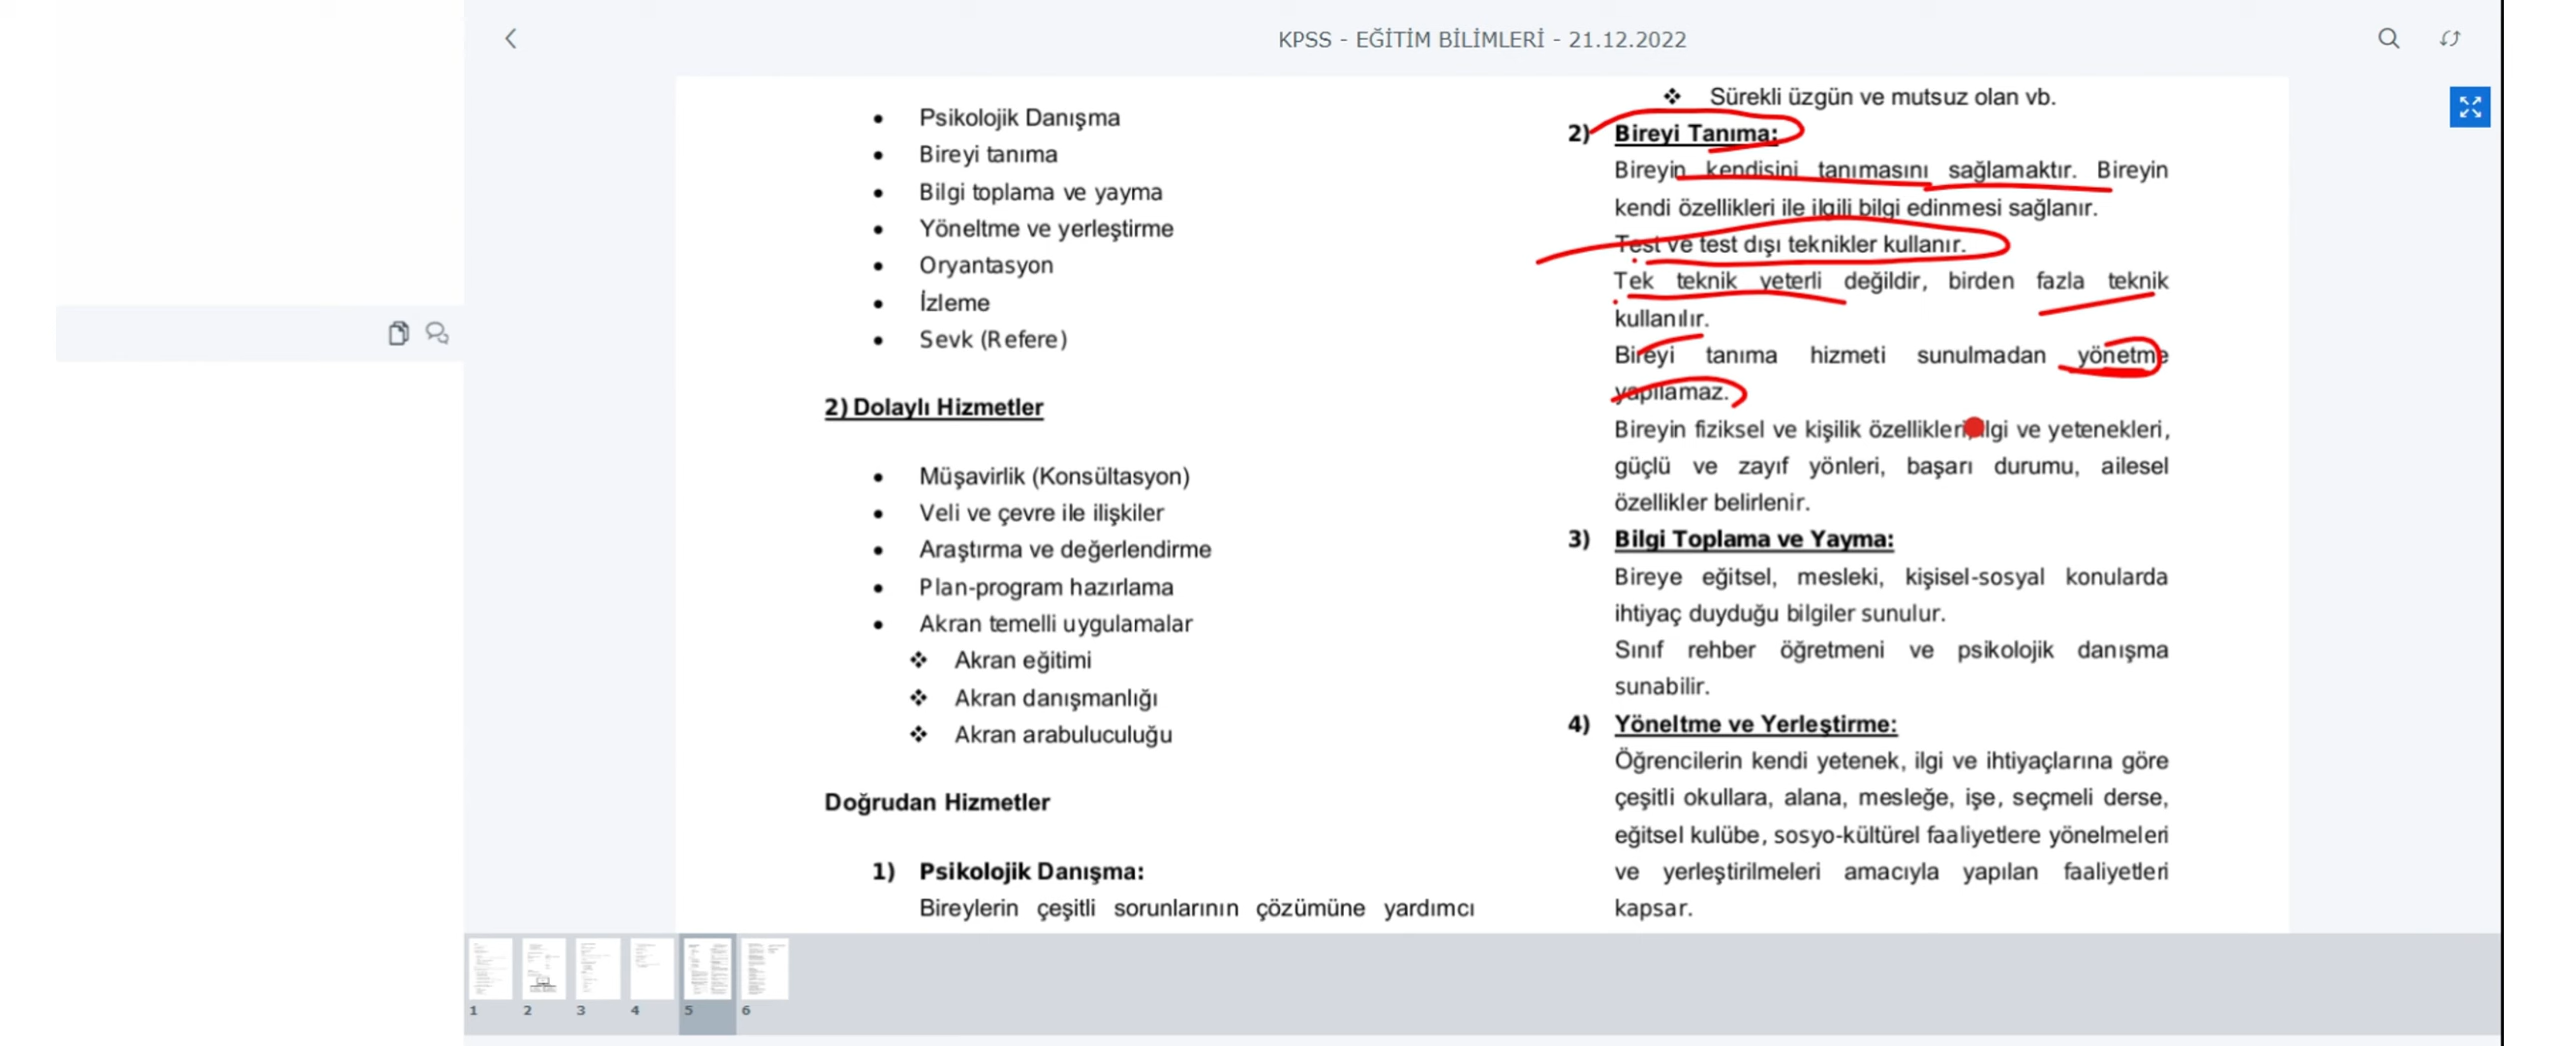 KPSS - EĞİTİM BİLİMLERİ - 21.12.2022
• Psikolojik Danışma
• Bireyi tanıma
• Bilgi toplama ve yayma
• Yöneltme ve yerleştirme
• Oryantasyon
• İzleme
• Sevk (Refere)
2) Dolaylı Hizmetler
• Müşavirlik (Konsültasyon)
• Veli ve çevre ile ilişkiler
• Araştırma ve değerlendirme
• Plan-program hazırlama
• Akran temelli uygulamalar
❖ Akran eğitimi
❖ Akran danışmanlığı
❖ Akran arabuluculuğu
Doğrudan Hizmetler
1) Psikolojik Danışma:
Bireylerin çeşitli sorunlarının çözümüne yardımcı
❖ Sürekli üzgün ve mutsuz olan vb.
2) Bireyi Tanıma:
Bireyin kendisini tanımasını sağlamaktır. Bireyin
kendi özellikleri ile ilgili bilgi edinmesi sağlanır.
Test ve test dışı teknikler kullanır.
Tek teknik yeterli değildir, birden fazla teknik
kullanılır.
Bireyi tanıma hizmeti sunulmadan yönetme
yapılamaz.
Bireyin fiziksel ve kişilik özellikleri, ilgi ve yetenekleri,
güçlü ve zayıf yönleri, başarı durumu, ailesel
özellikler belirlenir.
3) Bilgi Toplama ve Yayma:
Bireye eğitsel, mesleki, kişisel-sosyal konularda
ihtiyaç duyduğu bilgiler sunulur.
Sınıf rehber öğretmeni ve psikolojik danışma
sunabilir.
4) Yöneltme ve Yerleştirme:
Öğrencilerin kendi yetenek, ilgi ve ihtiyaçlarına göre
çeşitli okullara, alana, mesleğe, işe, seçmeli derse,
eğitsel kulübe, sosyo-kültürel faaliyetlere yönelmeleri
ve yerleştirilmeleri amacıyla yapılan faaliyetleri
kapsar.
1 2 3 4 5 6